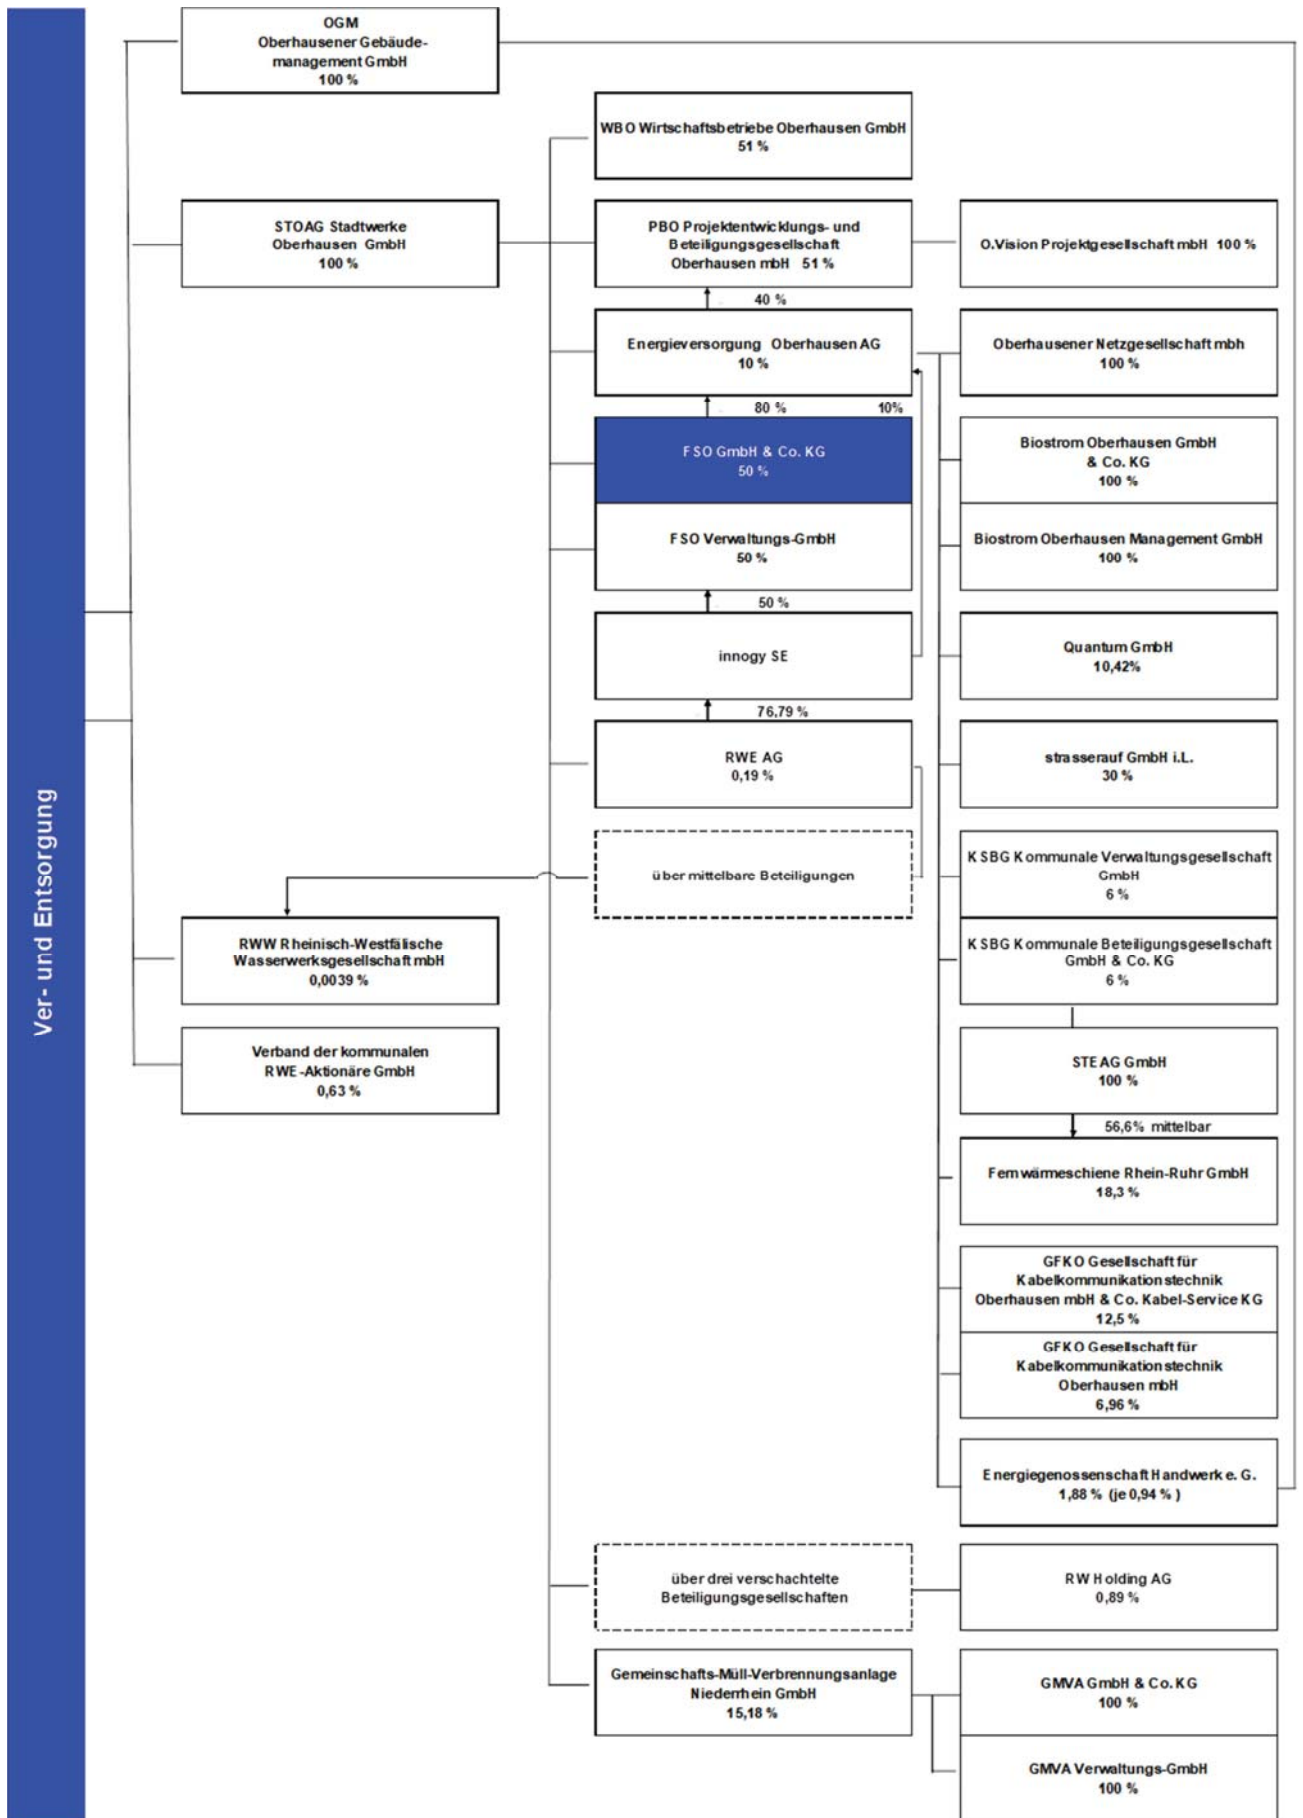 Ver- und Entsorgung
OGM
Oberhausener Gebäude-
management GmbH
100 %
STOAG Stadtwerke
Oberhausen GmbH
100 %
RWW Rheinisch-Westfälische
Wasserwerksgesellschaft mbH
0,0039 %
Verband der kommunalen
RWE-Aktionäre GmbH
0,63 %
WBO Wirtschaftsbetriebe Oberhausen GmbH
51 %
PBO Projektentwicklungs- und
Beteiligungsgesellschaft
Oberhausen mbH 51 %
40 %
Energieversorgung Oberhausen AG
10 %
80 %
10%
FSO GmbH & Co. KG
50 %
FSO Verwaltungs-GmbH
50 %
50 %
innogy SE
76,79 %
RWE AG
0,19 %
über mittelbare Beteiligungen
über drei verschachtelte
Beteiligungsgesellschaften
Gemeinschafts-Müll-Verbrennungsanlage
Niederrhein GmbH
15,18 %
O.Vision Projektgesellschaft mbH 100 %
Oberhausener Netzgesellschaft mbh
100 %
Biostrom Oberhausen GmbH
& Co. KG
100 %
Biostrom Oberhausen Management GmbH
100 %
Quantum GmbH
10,42%
strasserauf GmbH i.L.
30 %
KSBG Kommunale Verwaltungsgesellschaft
GmbH
6 %
KSBG Kommunale Beteiligungsgesellschaft
GmbH & Co. KG
6 %
STEAG GmbH
100 %
56,6% mittelbar
Fernwärmeschiene Rhein-Ruhr GmbH
18,3 %
GFKO Gesellschaft für
Kabelkommunikationstechnik
Oberhausen mbH & Co. Kabel-Service KG
12,5 %
GFKO Gesellschaft für
Kabelkommunikationstechnik
Oberhausen mbH
6,96 %
Energiegenossenschaft Handwerk e. G.
1,88 % (je 0,94 % )
RW Holding AG
0,89 %
GMVA GmbH & Co. KG
100 %
GMVA Verwaltungs-GmbH
100 %